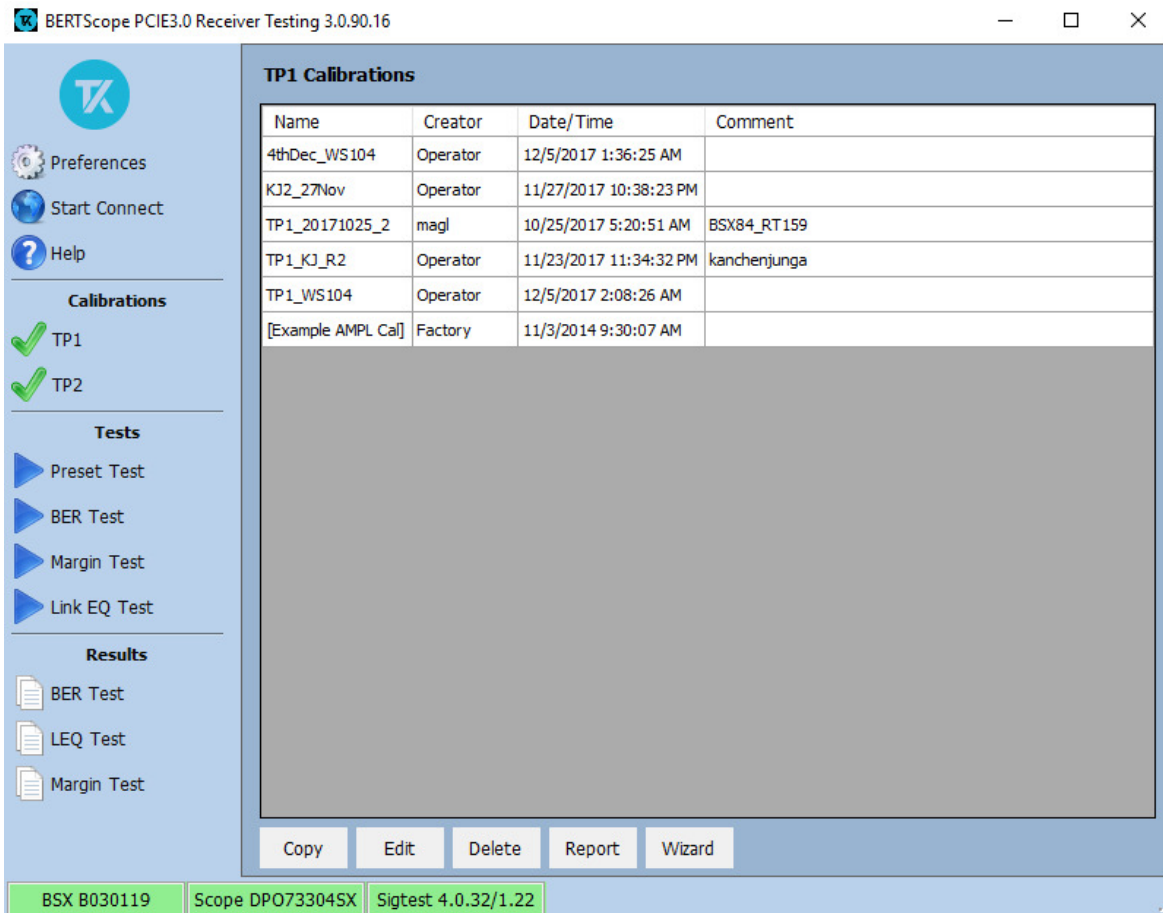 BERTScope PCIE3.0 Receiver Testing 3.0.90.16
TK
Preferences
Start Connect
Help
Calibrations
TP1
TP2
Tests
Preset Test
BER Test
Margin Test
Link EQ Test
Results
BER Test
LEQ Test
Margin Test
TP1 Calibrations
Name Creator Date/Time Comment
4thDec_WS104 Operator 12/5/2017 1:36:25 AM
KJ2_27Nov Operator 11/27/2017 10:38:23 PM
TP1_20171025_2 magl 10/25/2017 5:20:51 AM BSX84_RT159
TP1_KJ_R2 Operator 11/23/2017 11:34:32 PM kanchenjunga
TP1_WS104 Operator 12/5/2017 2:08:26 AM
[Example AMPL Cal] Factory 11/3/2014 9:30:07 AM
Copy Edit Delete Report Wizard
BSX B030119 Scope DPO73304SX Sigtest 4.0.32/1.22